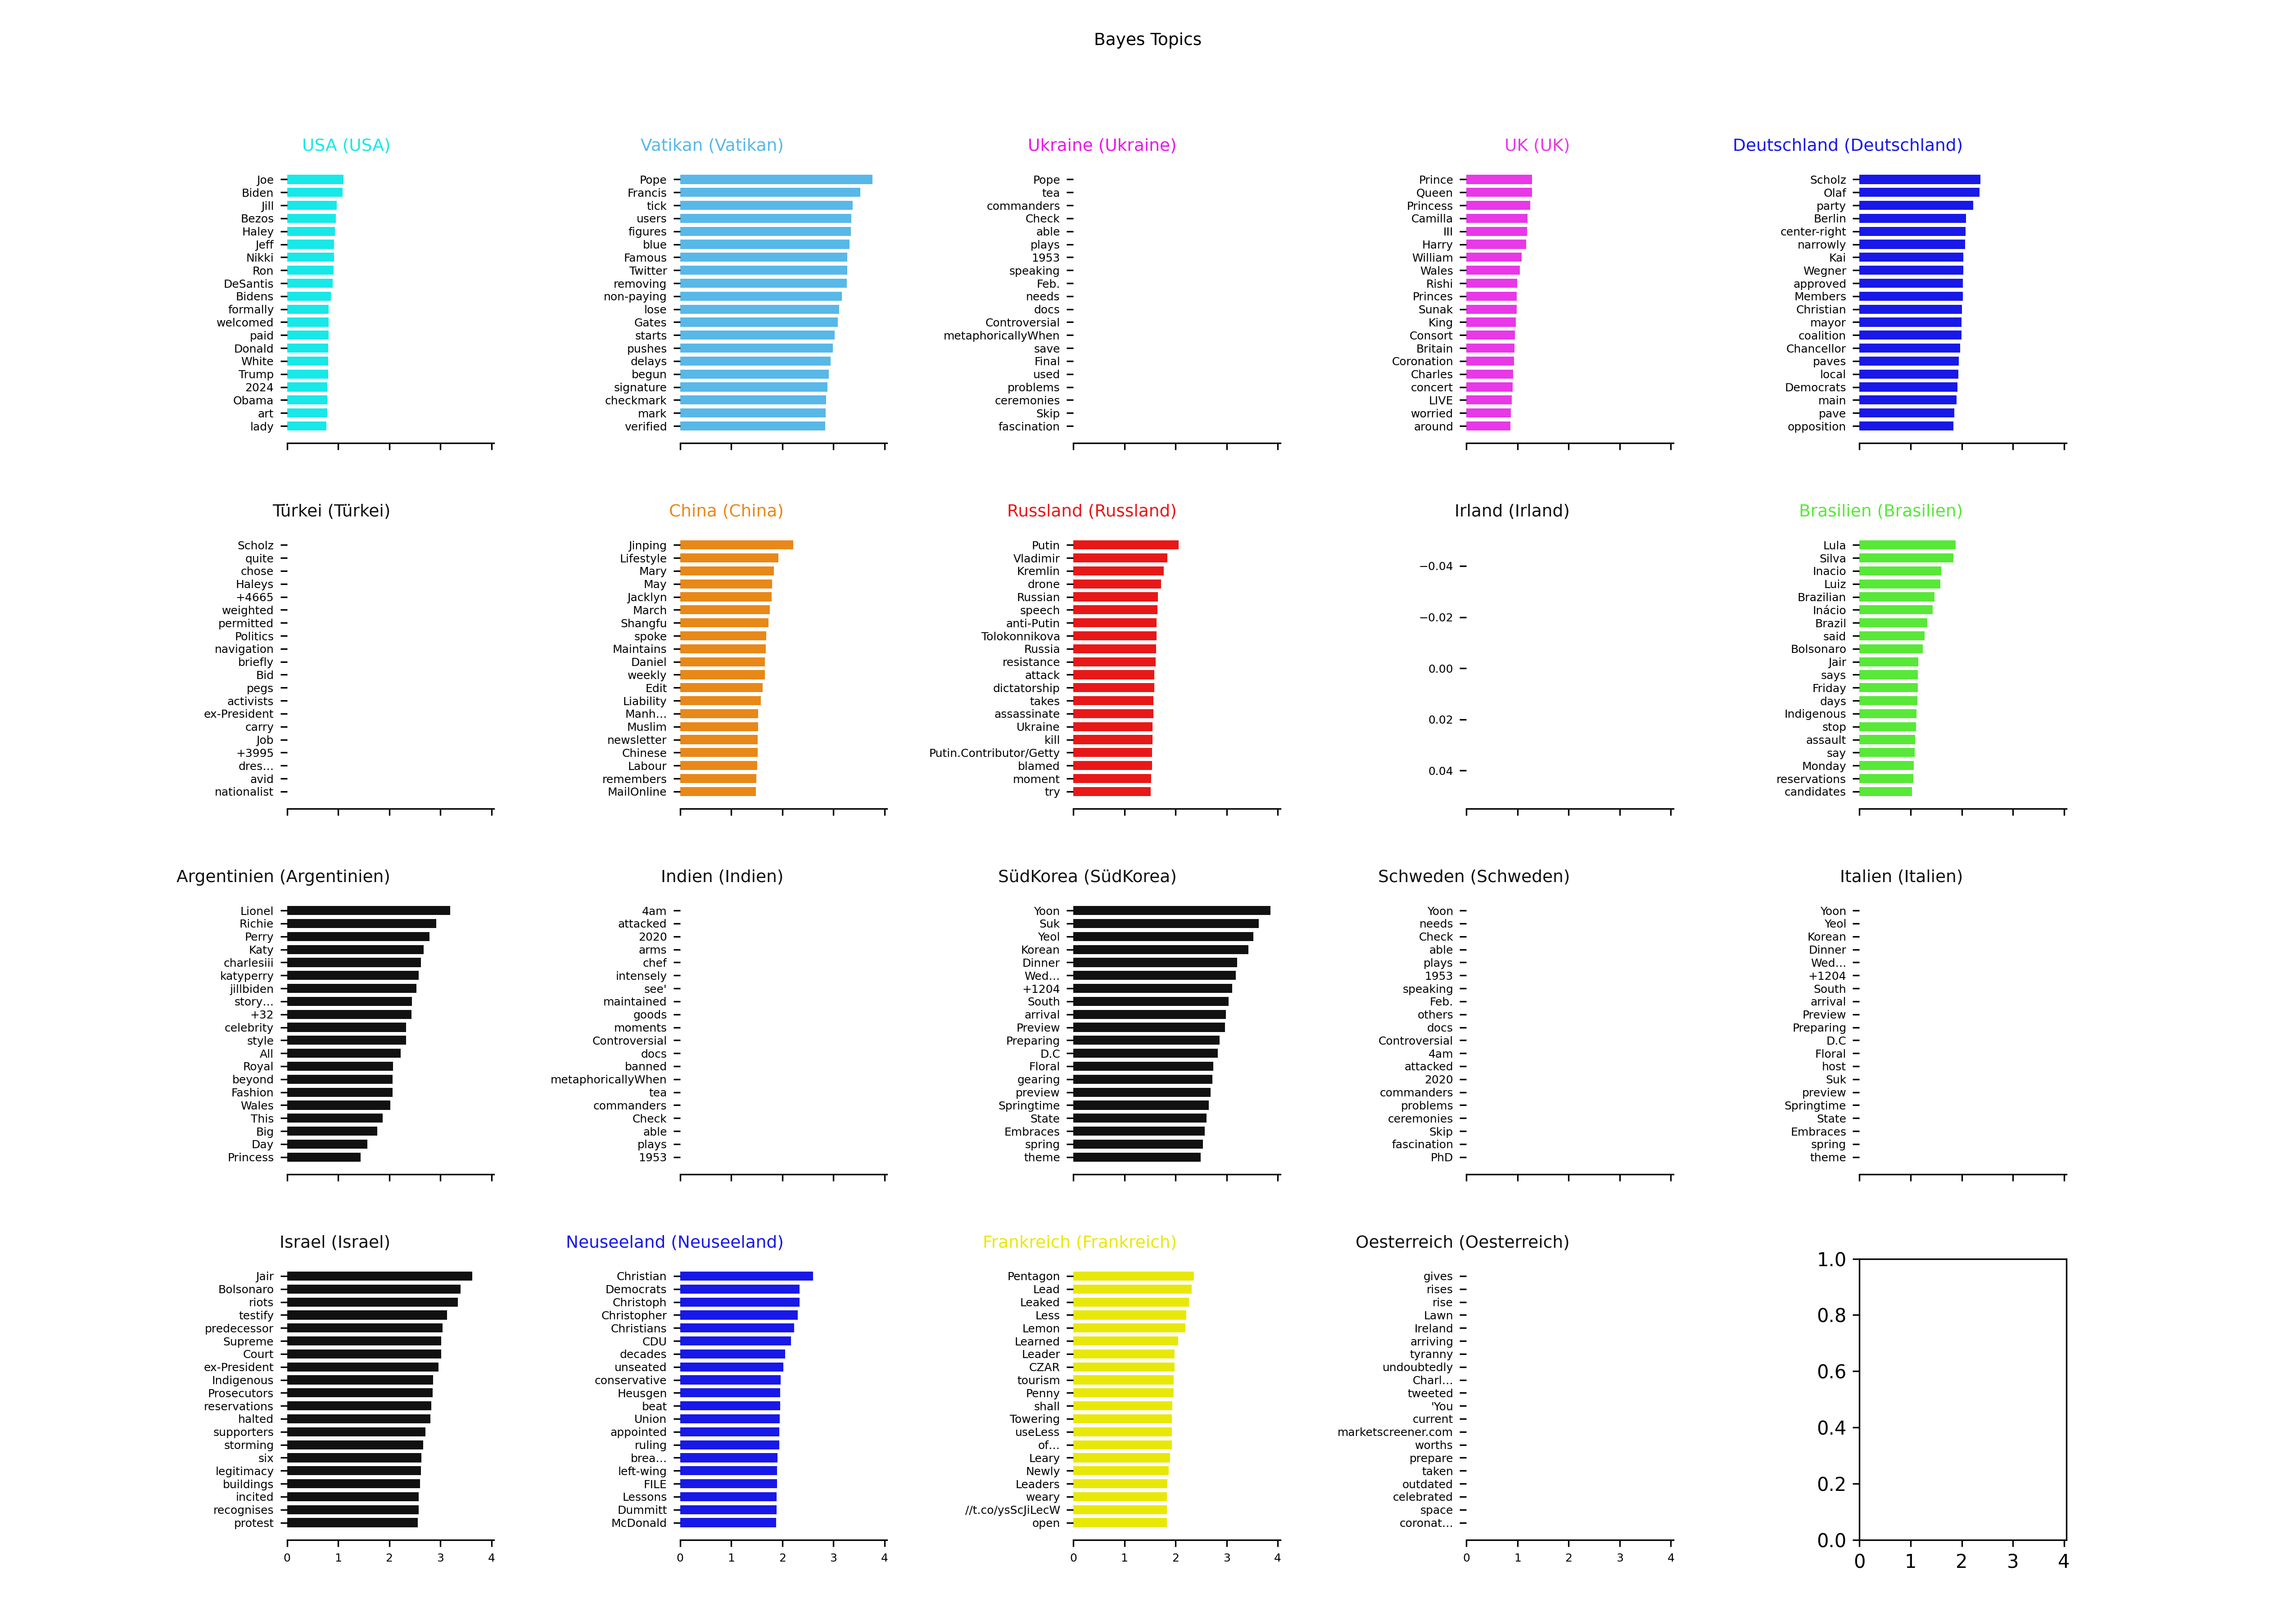 Bayes Topics
USA (USA)
Joe
Biden
Jill
Bezos
Haley
Jeff
Nikki
Ron
DeSantis
Bidens
formally
welcomed
paid
Donald
White
Trump
2024
Obama
art
lady
Vatikan (Vatikan)
Pope
Francis
tick
users
figures
blue
Famous
Twitter
removing
non-paying
lose
Gates
starts
pushes
delays
begun
signature
checkmark
mark
verified
Ukraine (Ukraine)
Pope
tea
commanders
Check
able
plays
1953
speaking
Feb.
needs
docs
Controversial
metaphoricallyWhen
save
Final
used
problems
ceremonies
Skip
fascination
UK (UK)
Prince
Queen
Princess
Camilla
III
Harry
William
Wales
Rishi
Princes
Sunak
King
Consort
Britain
Coronation
Charles
concert
LIVE
worried
around
Deutschland (Deutschland)
Scholz
Olaf
party
Berlin
center-right
narrowly
Kai
Wegner
approved
Members
Christian
mayor
coalition
Chancellor
paves
local
Democrats
main
pave
opposition
Türkei (Türkei)
Scholz
quite
chose
Haleys
+4665
weighted
permitted
Politics
navigation
briefly
Bid
pegs
activists
ex-President
carry
Job
+3995
dres…
avid
nationalist
China (China)
Jinping
Lifestyle
Mary
May
Jacklyn
March
Shangfu
spoke
Maintains
Daniel
weekly
Edit
Liability
Manh…
Muslim
newsletter
Chinese
Labour
remembers
MailOnline
Russland (Russland)
Putin
Vladimir
Kremlin
drone
Russian
speech
anti-Putin
Tolokonnikova
Russia
resistance
attack
dictatorship
takes
assassinate
Ukraine
kill
Putin.Contributor/Getty
blamed
moment
try
Irland (Irland)
−0.04
−0.02
0.00
0.02
0.04
Brasilien (Brasilien)
Lula
Silva
Inacio
Luiz
Brazilian
Inácio
Brazil
said
Bolsonaro
Jair
says
Friday
days
Indigenous
stop
assault
say
Monday
reservations
candidates
Argentinien (Argentinien)
Lionel
Richie
Perry
Katy
charlesiii
katyperry
jillbiden
story…
+32
celebrity
style
All
Royal
beyond
Fashion
Wales
This
Big
Day
Princess
Indien (Indien)
4am
attacked
2020
arms
chef
intensely
see'
maintained
goods
moments
Controversial
docs
banned
metaphoricallyWhen
tea
commanders
Check
able
plays
1953
SüdKorea (SüdKorea)
Yoon
Suk
Yeol
Korean
Dinner
Wed…
+1204
South
arrival
Preview
Preparing
D.C
Floral
gearing
preview
Springtime
State
Embraces
spring
theme
Schweden (Schweden)
Yoon
needs
Check
able
plays
1953
speaking
Feb.
others
docs
Controversial
4am
attacked
2020
commanders
problems
ceremonies
Skip
fascination
PhD
Italien (Italien)
Yoon
Yeol
Korean
Dinner
Wed…
+1204
South
arrival
Preview
Preparing
D.C
Floral
host
Suk
preview
Springtime
State
Embraces
spring
theme
Israel (Israel)
Jair
Bolsonaro
riots
testify
predecessor
Supreme
Court
ex-President
Indigenous
Prosecutors
reservations
halted
supporters
storming
six
legitimacy
buildings
incited
recognises
protest
0 1 2 3 4
Neuseeland (Neuseeland)
Christian
Democrats
Christoph
Christopher
Christians
CDU
decades
unseated
conservative
Heusgen
beat
Union
appointed
ruling
brea…
left-wing
FILE
Lessons
Dummitt
McDonald
0 1 2 3 4
Frankreich (Frankreich)
Pentagon
Lead
Leaked
Less
Lemon
Learned
Leader
CZAR
tourism
Penny
shall
Towering
useLess
of…
Leary
Newly
Leaders
weary
//t.co/ysScJiLecW
open
0 1 2 3 4
Oesterreich (Oesterreich)
gives
rises
rise
Lawn
Ireland
arriving
tyranny
undoubtedly
Charl…
tweeted
'You
current
marketscreener.com
worths
prepare
taken
outdated
celebrated
space
coronat…
0 1 2 3 4
1.0
0.8
0.6
0.4
0.2
0.0
0 1 2 3 4